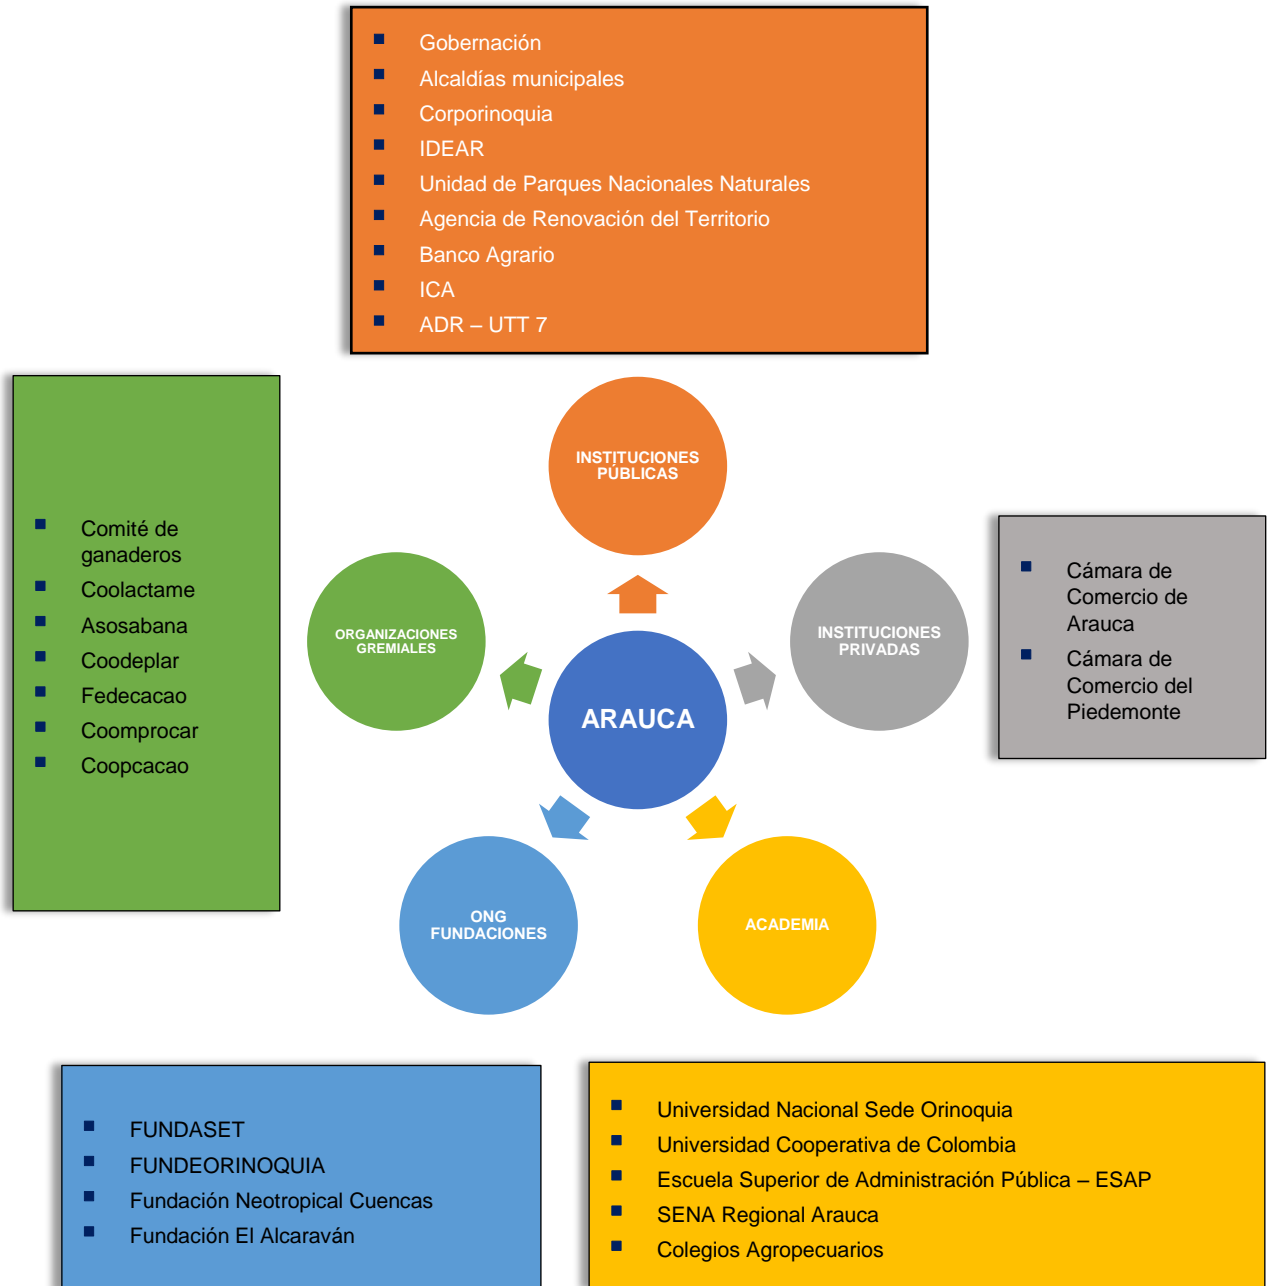 Gobernación
Alcaldías municipales
Corporinoquia
IDEAR
Unidad de Parques Nacionales Naturales
Agencia de Renovación del Territorio
Banco Agrario
ICA
ADR – UTT 7
INSTITUCIONES
PÚBLICAS
Comité de
ganaderos
Coolactame
Asosabana
Coodeplar
Fedecacao
Coomprocar
Coopcacao
ORGANIZACIONES
GREMIALES
INSTITUCIONES
PRIVADAS
Cámara de
Comercio de
Arauca
Cámara de
Comercio del
Piedemonte
ARAUCA
ONG
FUNDACIONES
ACADEMIA
FUNDASET
FUNDEORINOQUIA
Fundación Neotropical Cuencas
Fundación El Alcaraván
Universidad Nacional Sede Orinoquia
Universidad Cooperativa de Colombia
Escuela Superior de Administración Pública – ESAP
SENA Regional Arauca
Colegios Agropecuarios